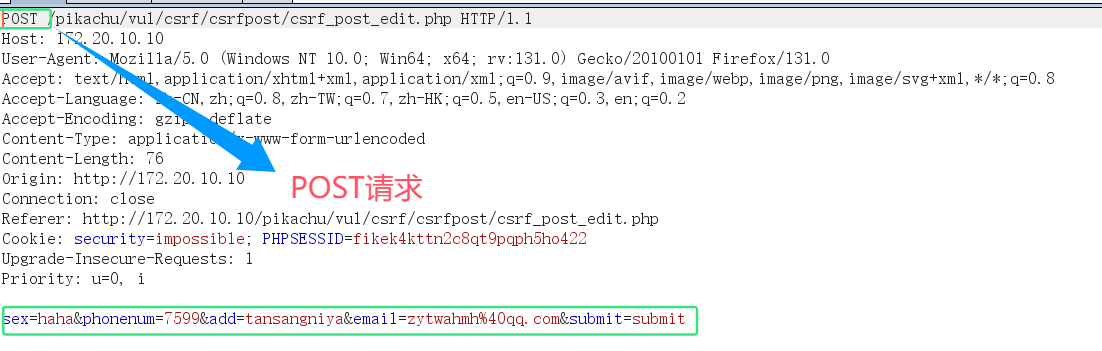 POST /pikachu/vul/csrf/csrfpost/csrf_post_edit.php HTTP/1.1
Host: 172.20.10.10
User-Agent: Mozilla/5.0 (Windows NT 10.0; Win64; x64; rv:131.0) Gecko/20100101 Firefox/131.0
Accept: text/html,application/xhtml+xml,application/xml;q=0.9,image/avif,image/webp,image/png,image/svg+xml,*/*;q=0.8
Accept-Language: zh-CN,zh;q=0.8,zh-TW;q=0.7,zh-HK;q=0.5,en-US;q=0.3,en;q=0.2
Accept-Encoding: gzip, deflate
Content-Type: application/x-www-form-urlencoded
Content-Length: 76
Origin: http://172.20.10.10
POST请求
Connection: close
Referer: http://172.20.10.10/pikachu/vul/csrf/csrfpost/csrf_post_edit.php
Cookie: security=impossible; PHPSESSID=fikek4kttn2c8qt9pqph5ho422
Upgrade-Insecure-Requests: 1
Priority: u=0, i
sex=haha&phonenum=7599&add=tansangniya&email=zytwahmh%40qq.com&submit=submit